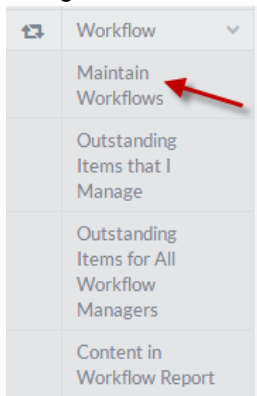 Workflow
Maintain
Workflows
Outstanding
Items that I
Manage
Outstanding
Items for All
Workflow
Managers
Content in
Workflow Report